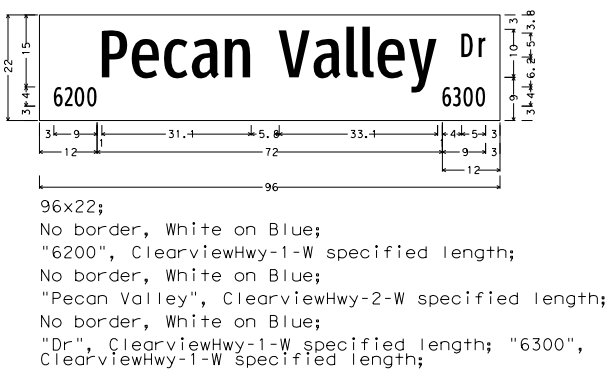 Pecan Valley Dr
6200 6300
22
15
4
3
3
3.8
10
5
6.2
9
4
3
3 9 31.1 5.8 33.1 4 5 3
1 1
12 72 9 3
12
96
96x22;
No border, White on Blue;
"6200", ClearviewHwy-1-W specified length;
No border, White on Blue;
"Pecan Valley", ClearviewHwy-2-W specified length;
No border, White on Blue;
"Dr", ClearviewHwy-1-W specified length; "6300",
ClearviewHwy-1-W specified length;